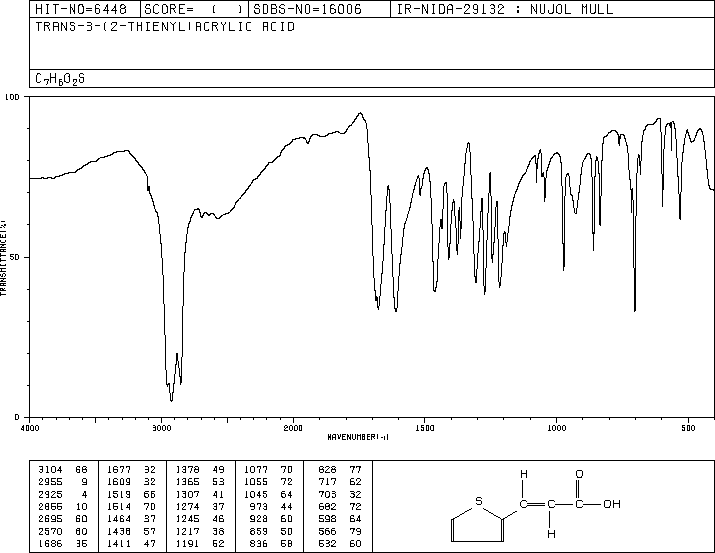 HIT-NO=6448 SCORE= ( ) SDBS-NO=16006 IR-NIDA-29132 : NUJOL MULL
TRANS-3-(2-THIENYL)ACRYLIC ACID
C7H6O2S
100
TRANSMITTANCE(%)
50
0
4000 3000 2000 1500 1000 500
WAVENUMBER(-1)
3104 66 1677 32 1378 49 1077 70 828 77
2955 9 1609 32 1365 53 1055 72 717 62
2925 4 1519 66 1307 41 1045 64 703 32
2855 10 1514 70 1274 37 973 44 682 72
2695 60 1464 37 1245 46 928 60 598 64
2570 60 1438 57 1217 38 859 50 566 79
1686 35 1411 47 1191 52 836 58 532 60
H O
S C C C OH
H